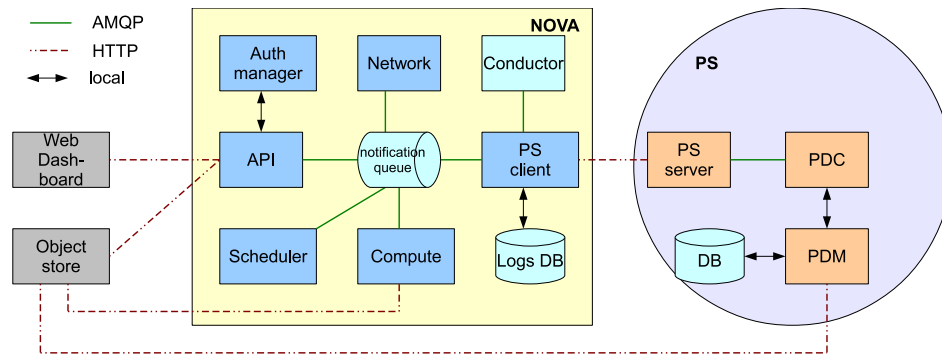 AMQP
HTTP
local
NOVA
PS
Auth
manager
Network
Conductor
Web
Dash-
board
API
notification
queue
PS
client
PS
server
PDC
Object
store
Scheduler
Compute
Logs DB
DB
PDM